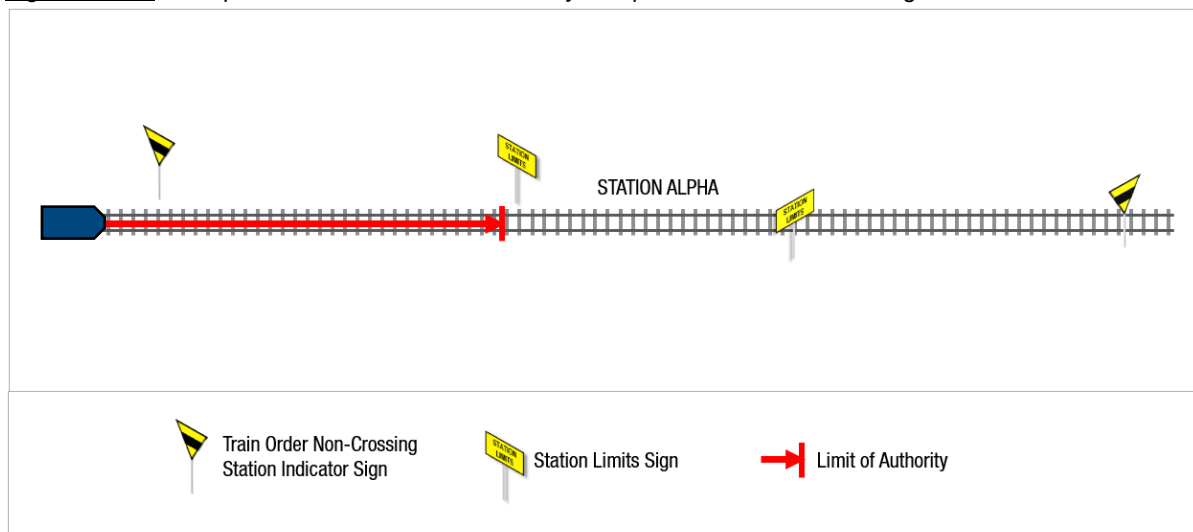 STATION
LIMITS
STATION ALPHA
STATION
LIMITS
Train Order Non-Crossing
Station Indicator Sign
STATION
LIMITS
Station Limits Sign
Limit of Authority